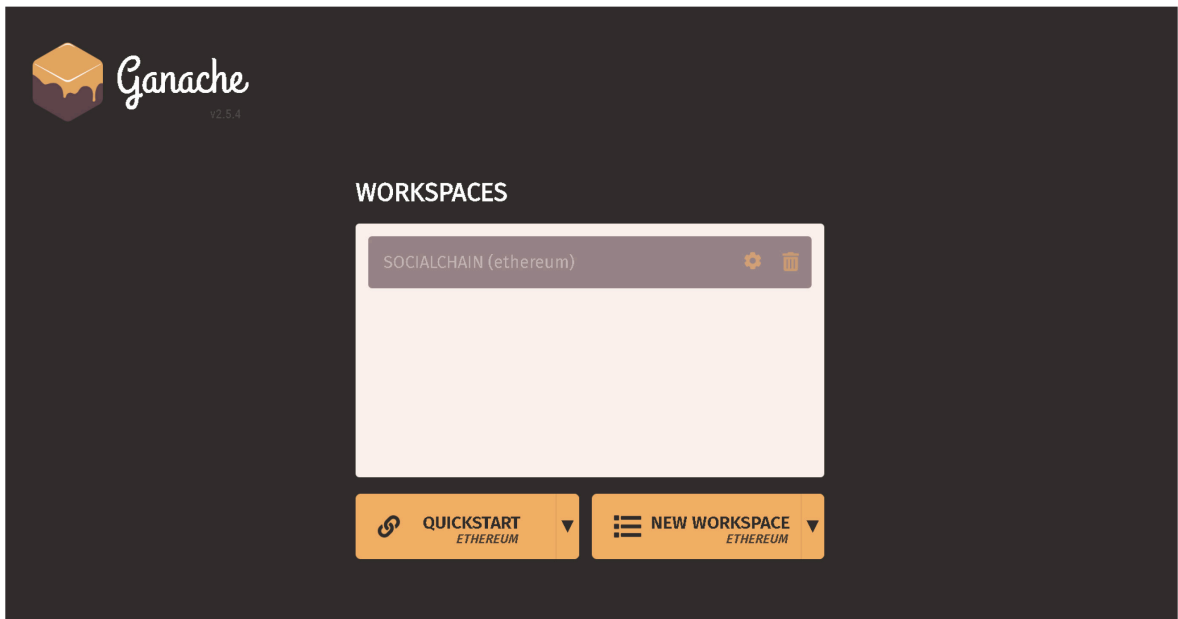 Ganache
v2.5.4
WORKSPACES
SOCIALCHAIN (ethereum)
QUICKSTART
ETHEREUM
NEW WORKSPACE
ETHEREUM